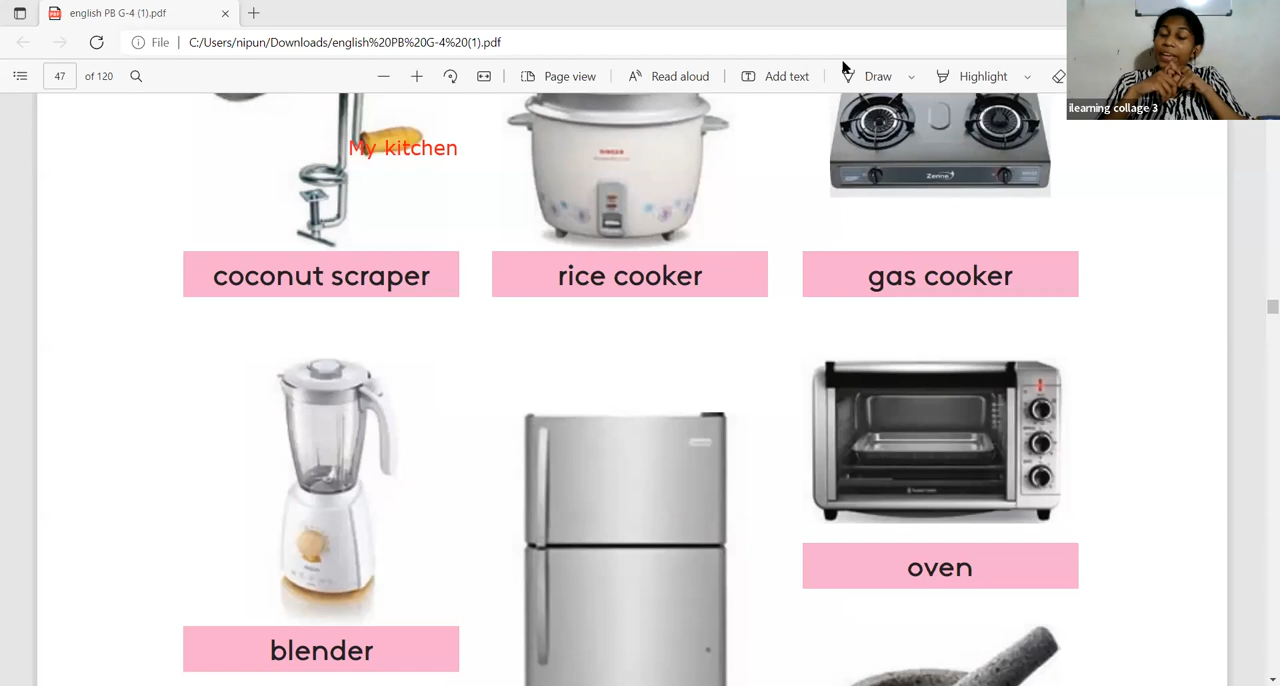 english PB G-4 (1).pdf
File
C:/Users/nipun/Downloads/english%20PB%20G-4%20(1).pdf
47 of 120
Page view
Read aloud
Add text
Draw
Highlight
ilearning collage 3
My kitchen
SINGER
Zenne
coconut scraper
rice cooker
gas cooker
oven
blender